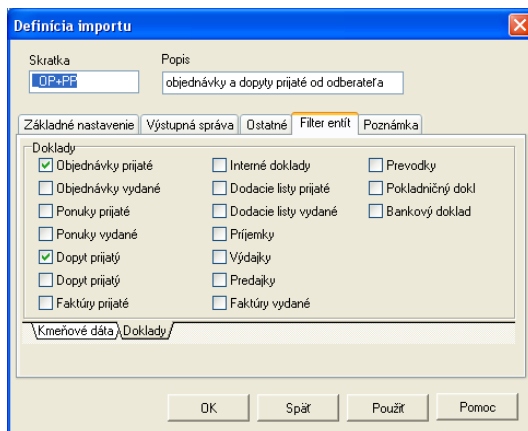 Definícia importu
Skratka Popis
_OP+PP objednávky a dopyty prijaté od odberateľa
Základné nastavenie Výstupná správa Ostatné Filter entít Poznámka
Doklady
Objednávky prijaté Interné doklady Prevodky
Objednávky vydané Dodacie listy prijaté Pokladničný dokl
Ponuky prijaté Dodacie listy vydané Bankový doklad
Ponuky vydané Príjemky
Dopyt prijatý Výdajky
Dopyt prijatý Predajky
Faktúry prijaté Faktúry vydané
Kmeňové dáta Doklady
OK Späť Použiť Pomoc